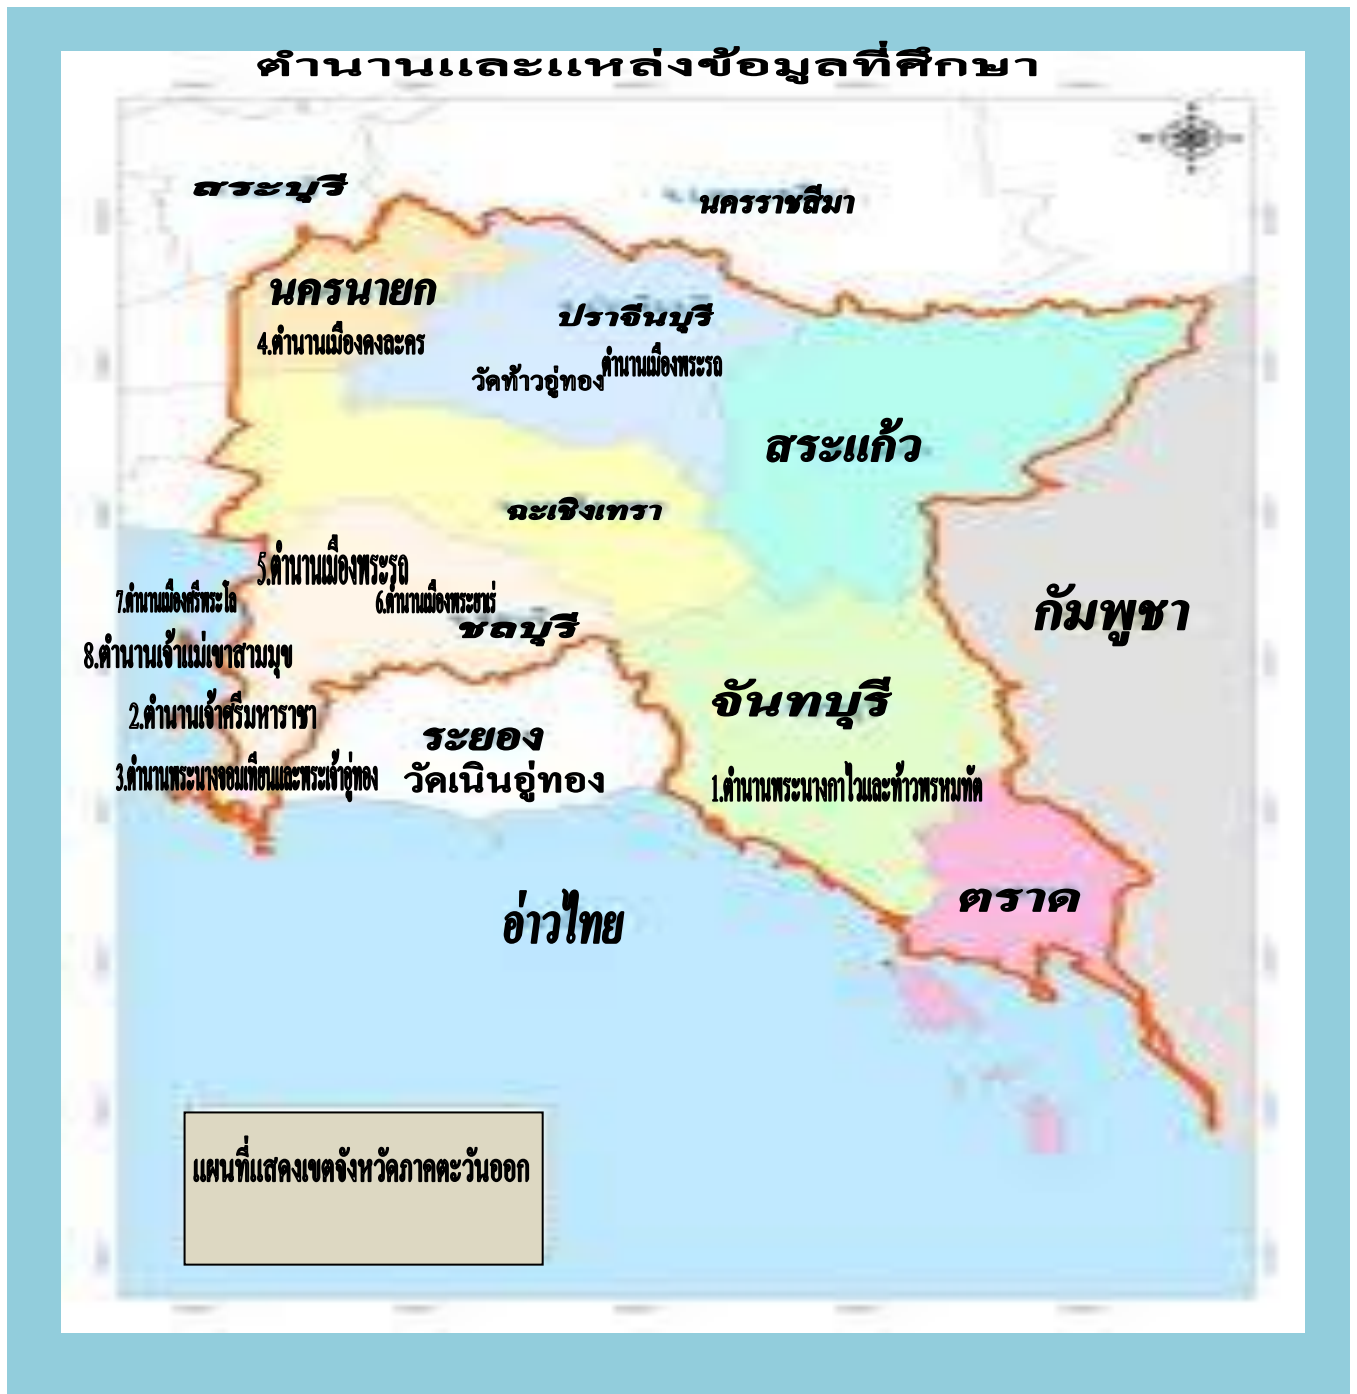 ตำนานและแหล่งข้อมูลที่ศึกษา
สระบุรี
นครราชสีมา
นครนายก
4.ตำนานเมืองดงละคร
ปราจีนบุรี
ตำนานเมืองพระรถ
วัดท้าวอู่ทอง
สระแก้ว
ฉะเชิงเทรา
5.ตำนานเมืองพระรถ
7.ตำนานเมืองศรีพระโล
6.ตำนานเมืองพระยาเร่
ชลบุรี
กัมพูชา
8.ตำนานเจ้าแม่เขาสามมุข
จันทบุรี
2.ตำนานเจ้าศรีมหาราชา
ระยอง
3.ตำนานพระนางจอมเทียนและพระเจ้าอู่ทอง
วัดเนินอู่ทอง
1.ตำนานพระนางกาไวและท้าวพรหมทัต
ตราด
อ่าวไทย
แผนที่แสดงเขตจังหวัดภาคตะวันออก